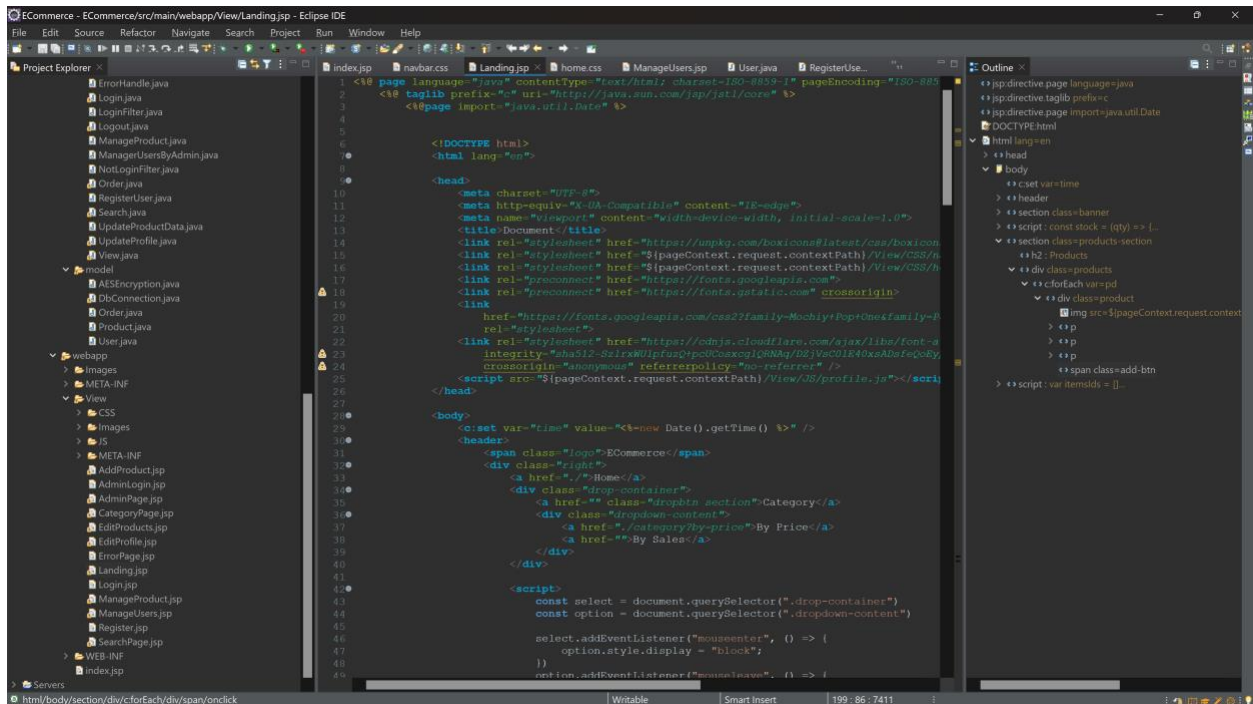 ECommerce - ECommerce/src/main/webapp/View/Landing.jsp - Eclipse IDE
File Edit Source Refactor Navigate Search Project Run Window Help
Project Explorer
ErrorHandle.java
Login.java
LoginFilter.java
Logout.java
ManageProduct.java
ManagerUsersByAdmin.java
NotLoginFilter.java
Order.java
RegisterUser.java
Search.java
UpdateProductData.java
UpdateProfile.java
View.java
model
AESEncryption.java
DbConnection.java
Order.java
Product.java
User.java
webapp
Images
META-INF
View
CSS
Images
JS
META-INF
AddProduct.jsp
AdminLogin.jsp
AdminPage.jsp
CategoryPage.jsp
EditProducts.jsp
EditProfile.jsp
ErrorPage.jsp
Landing.jsp
Login.jsp
ManageProduct.jsp
ManageUsers.jsp
Register.jsp
SearchPage.jsp
WEB-INF
index.jsp
Servers
index.jsp navbar.css Landing.jsp home.css ManageUsers.jsp User.java RegisterUse...
1 <%@ page language="java" contentType="text/html; charset=ISO-8859-1" pageEncoding="ISO-885
2 <%@ taglib prefix="c" uri="http://java.sun.com/jsp/jstl/core" %>
3 <%@page import="java.util.Date" %>
4
5
6 <!DOCTYPE html>
7 <html lang="en">
8
9 <head>
10 <meta charset="UTF-8">
11 <meta http-equiv="X-UA-Compatible" content="IE=edge">
12 <meta name="viewport" content="width=device-width, initial-scale=1.0">
13 <title>Document</title>
14 <link rel="stylesheet" href="https://unpkg.com/boxicons@latest/css/boxicon
15 <link rel="stylesheet" href="${pageContext.request.contextPath}/View/CSS/n
16 <link rel="stylesheet" href="${pageContext.request.contextPath}/View/CSS/h
17 <link rel="preconnect" href="https://fonts.googleapis.com">
18 <link rel="preconnect" href="https://fonts.gstatic.com" crossorigin>
19 <link
20 href="https://fonts.googleapis.com/css2?family=Mochiy+Pop+One&family=P
21 rel="stylesheet">
22 <link rel="stylesheet" href="https://cdnjs.cloudflare.com/ajax/libs/font-a
23
24 crossorigin="anonymous" referrerpolicy="no-referrer" />
25 <script src="${pageContext.request.contextPath}/View/JS/profile.js"></scrip
26 </head>
27
28 <body>
29 <c:set var="time" value="<%=new Date().getTime() %>" />
30 <header>
31 <span class="logo">ECommerce</span>
32 <div class="right">
33 <a href="./">Home</a>
34 <div class="drop-container">
35 <a href="" class="dropbtn section">Category</a>
36 <div class="dropdown-content">
37 <a href="./category?by=price">By Price</a>
38 <a href="">By Sales</a>
39 </div>
40 </div>
41
42 <script>
43 const select = document.querySelector(".drop-container")
44 const option = document.querySelector(".dropdown-content")
45
46 select.addEventListener("mouseenter", () => {
47 option.style.display = "block";
48 })
49 option.addEventListener("mouseleave", () => {
Outline
jsp:directive.page language=java
jsp:directive.taglib prefix=c
jsp:directive.page import=java.util.Date
DOCTYPE:html
html lang=en
head
body
c:set var=time
header
section class=banner
script : const stock = (qty) => {...
section class=products-section
h2 : Products
div class=products
c:forEach var=pd
div class=product
img src=${pageContext.request.context
p
p
p
span class=add-btn
script : var itemsIds = []...
html/body/section/div/c:forEach/div/span/onclick
Writable Smart Insert 199 : 86 : 7411